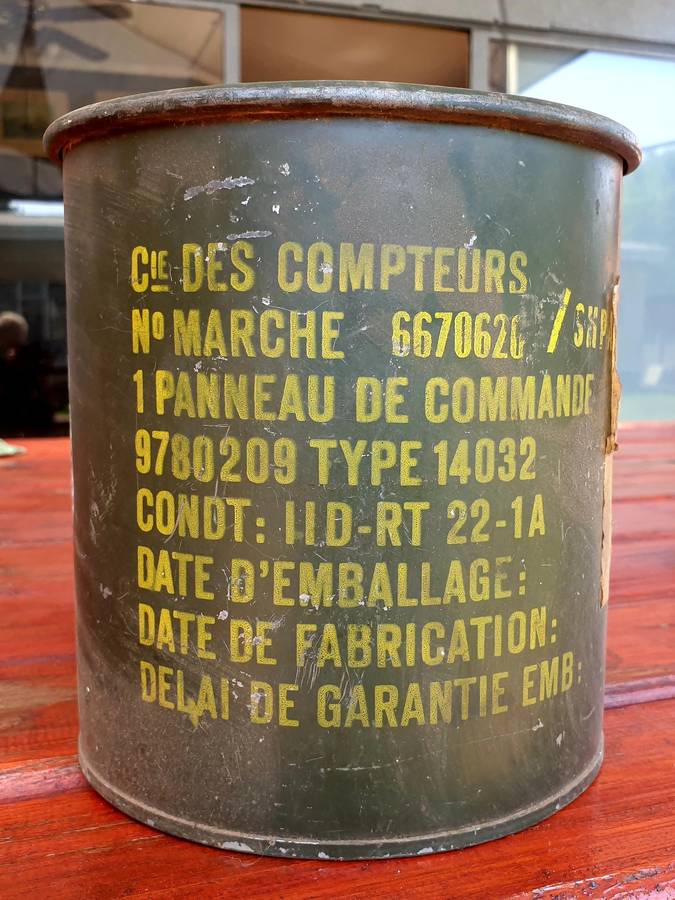 CIE DES COMPTEURS
No MARCHE 6670620 /
1 PANNEAU DE COMMANDE
9780209 TYPE 14032
CONDT: IID-RT 22-1A
DATE D'EMBALLAGE:
DATE DE FABRICATION:
DELAI DE GARANTIE EMB: